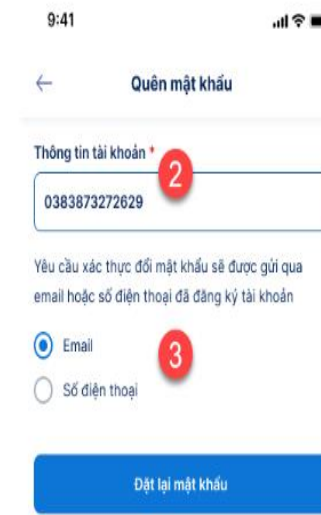 9:41
Quên mật khẩu
Thông tin tài khoản *
2
0383873272629
Yêu cầu xác thực đổi mật khẩu sẽ được gửi qua
email hoặc số điện thoại đã đăng ký tài khoản
Email
3
Số điện thoại
Đặt lại mật khẩu